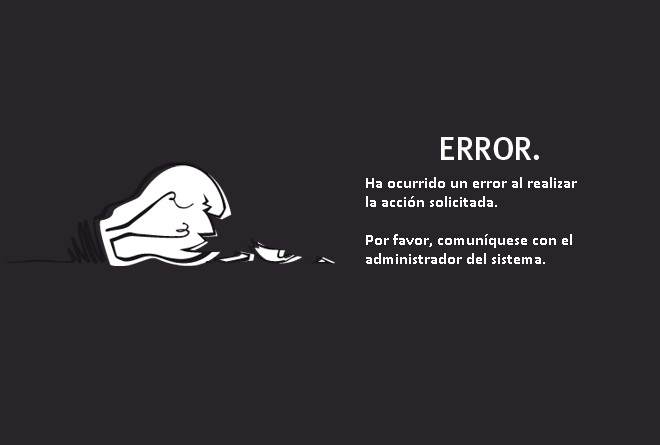 ERROR.
Ha ocurrido un error al realizar
la acción solicitada.
Por favor, comuníquese con el
administrador del sistema.